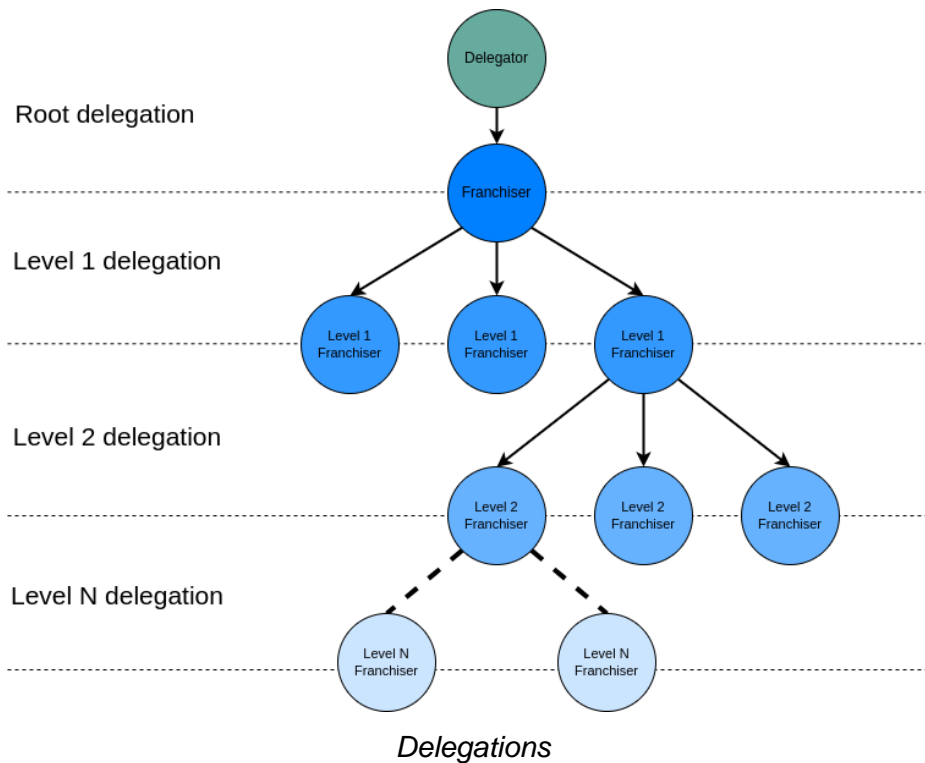 Delegator
Root delegation
Franchiser
Level 1 delegation
Level 1
Franchiser
Level 1
Franchiser
Level 1
Franchiser
Level 2 delegation
Level 2
Franchiser
Level 2
Franchiser
Level 2
Franchiser
Level N delegation
Level N
Franchiser
Level N
Franchiser
Delegations